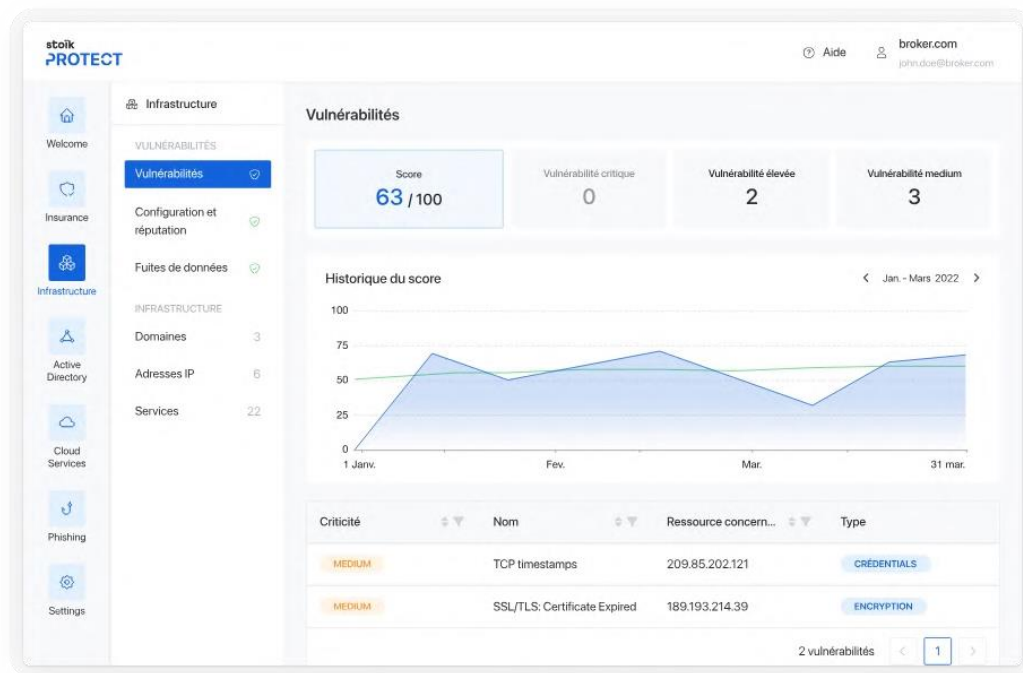 stoïk
PROTECT
Aide
broker.com
john.doe@broker.com
Welcome
Insurance
Infrastructure
Active
Directory
Cloud
Services
Phishing
Settings
Infrastructure
VULNÉRABILITÉS
Vulnérabilités
Configuration et
réputation
Fuites de données
INFRASTRUCTURE
Domaines 3
Adresses IP 6
Services 22
Vulnérabilités
Score
63 / 100
Vulnérabilité critique
0
Vulnérabilité élevée
2
Vulnérabilité medium
3
Historique du score
Jan. - Mars 2022
100
75
50
25
0
1 Janv. Fev. Mar. 31 mar.
Criticité Nom Ressource concern... Type
MEDIUM TCP timestamps 209.85.202.121 CRÉDENTIALS
MEDIUM SSL/TLS: Certificate Expired 189.193.214.39 ENCRYPTION
2 vulnérabilités 1